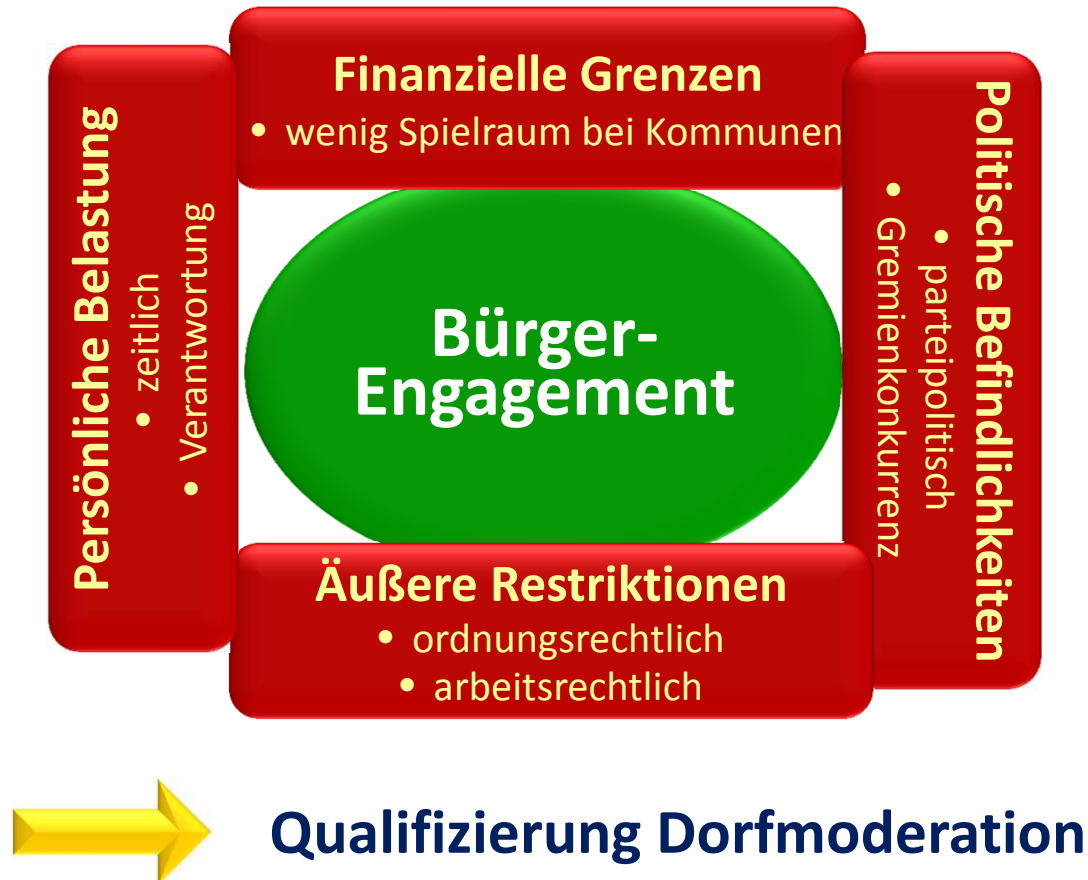 Finanzielle Grenzen
• wenig Spielraum bei Kommunen
Persönliche Belastung
• zeitlich
• Verantwortung
Bürger-
Engagement
Politische Befindlichkeiten
• parteipolitisch
• Gremienkonkurrenz
Äußere Restriktionen
• ordnungsrechtlich
• arbeitsrechtlich
Qualifizierung Dorfmoderation